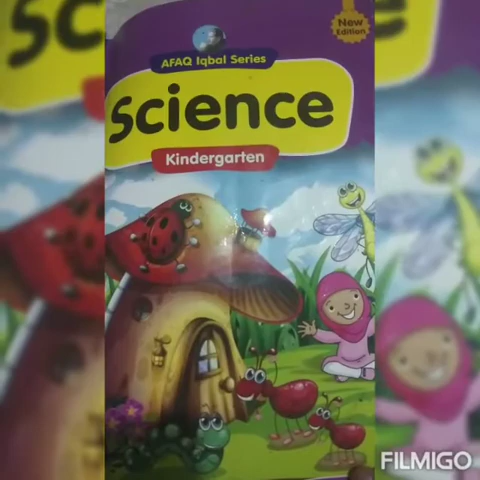 New
Edition
AFAQ Iqbal Series
Science
Kindergarten
FILMIGO